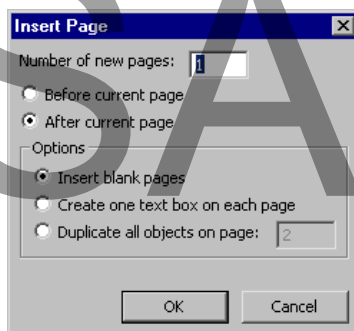 Insert Page
Number of new pages: 1
Before current page
After current page
Options
Insert blank pages
Create one text box on each page
Duplicate all objects on page: 2
OK Cancel